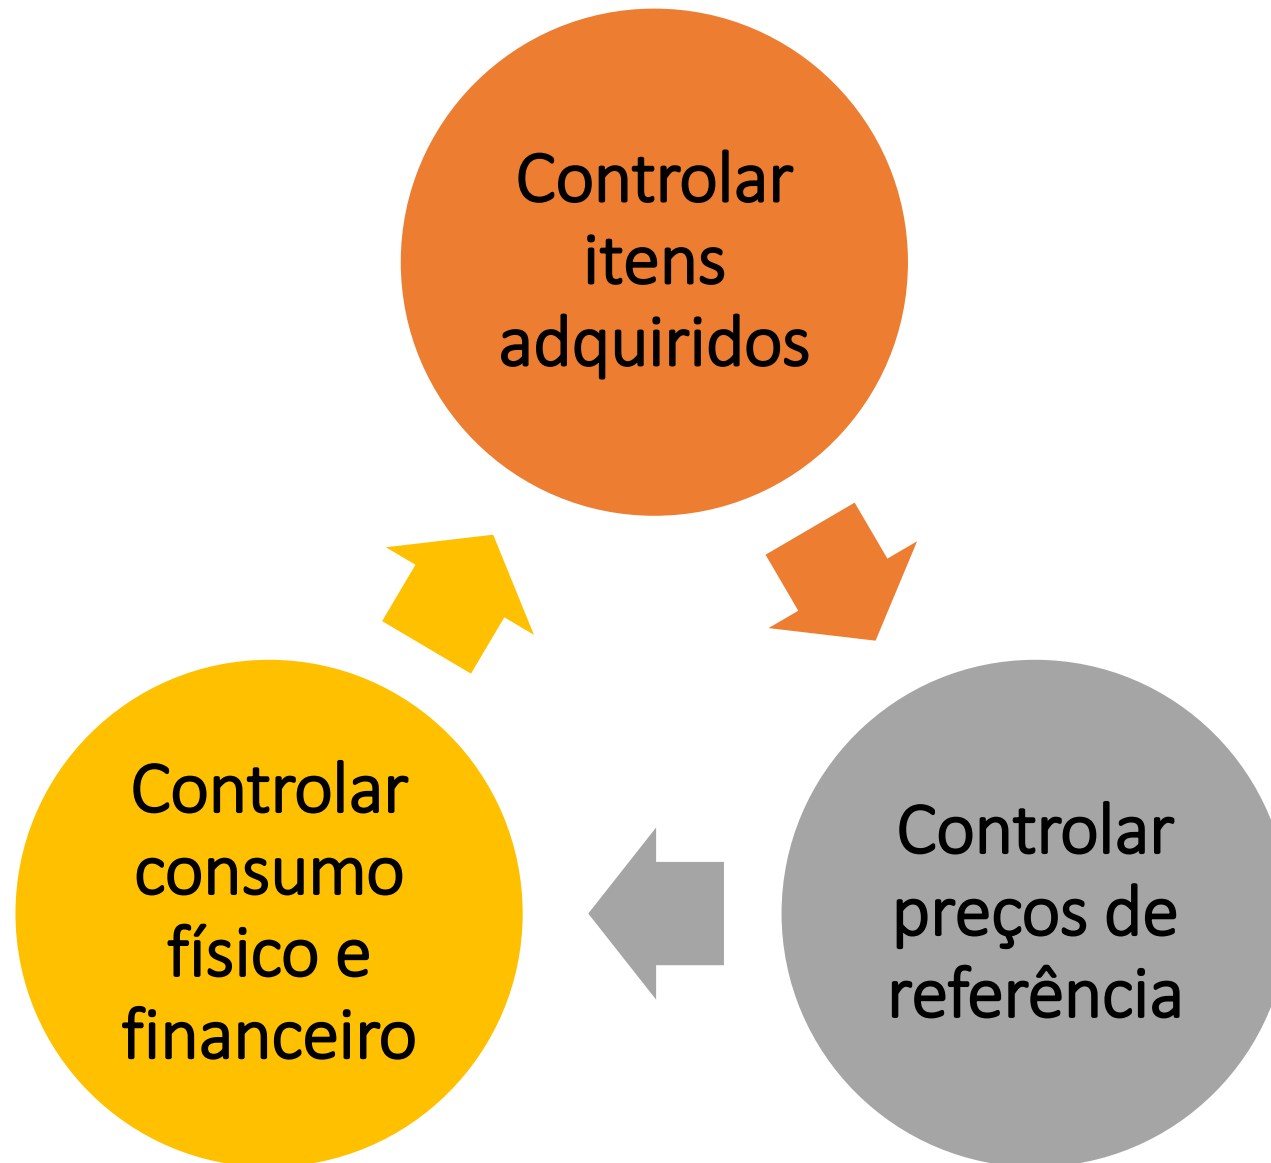 Controlar
itens
adquiridos
Controlar
preços de
referência
Controlar
consumo
físico e
financeiro